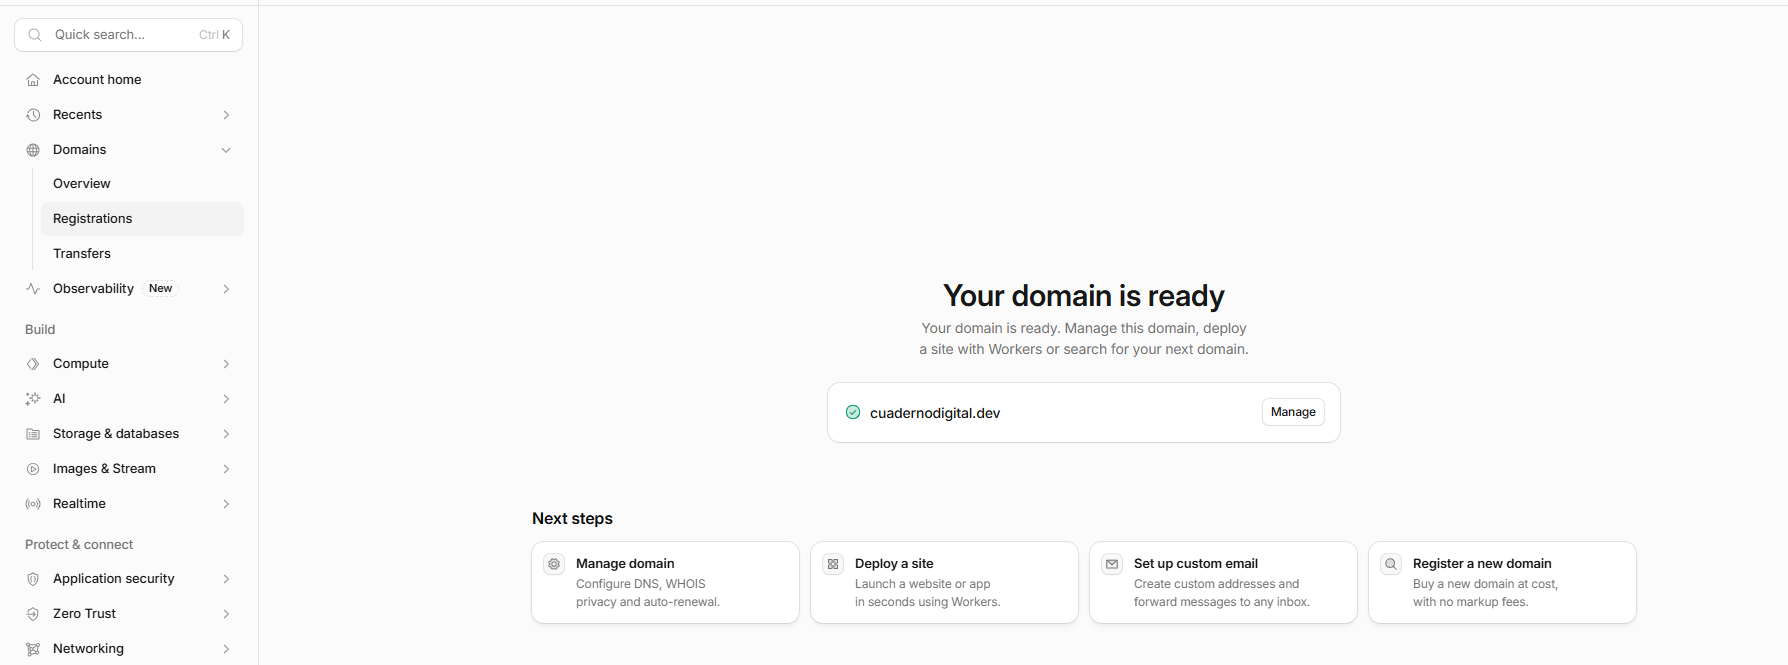 Quick search... Ctrl K
Account home
Recents
Domains
Overview
Registrations
Transfers
Observability New
Build
Compute
AI
Storage & databases
Images & Stream
Realtime
Protect & connect
Application security
Zero Trust
Networking
Your domain is ready
Your domain is ready. Manage this domain, deploy
a site with Workers or search for your next domain.
cuadernodigital.dev Manage
Next steps
Manage domain
Configure DNS, WHOIS
privacy and auto-renewal.
Deploy a site
Launch a website or app
in seconds using Workers.
Set up custom email
Create custom addresses and
forward messages to any inbox.
Register a new domain
Buy a new domain at cost,
with no markup fees.